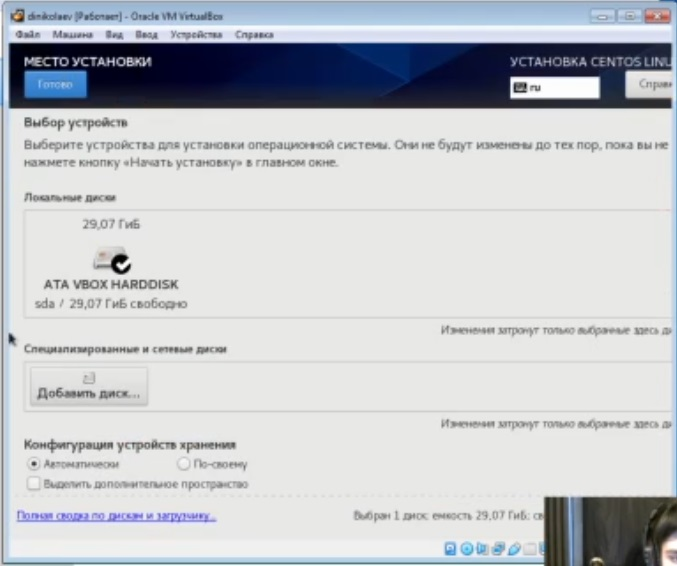 dinikolaev [Работает] - Oracle VM VirtualBox
Файл Машина Вид Ввод Устройства Справка
МЕСТО УСТАНОВКИ
УСТАНОВКА CENTOS LINU
Готово
ru
Справк
Выбор устройств
Выберите устройства для установки операционной системы. Они не будут изменены до тех пор, пока вы не
нажмете кнопку «Начать установку» в главном окне.
Локальные диски
29,07 ГиБ
ATA VBOX HARDDISK
sda / 29,07 ГиБ свободно
Изменения затронут только выбранные здесь ди
Специализированные и сетевые диски
Добавить диск...
Изменения затронут только выбранные здесь ди
Конфигурация устройств хранения
Автоматически По-своему
Выделить дополнительное пространство
Полная сводка по дискам и загрузчику...
Выбран 1 диск; емкость 29,07 ГиБ; св